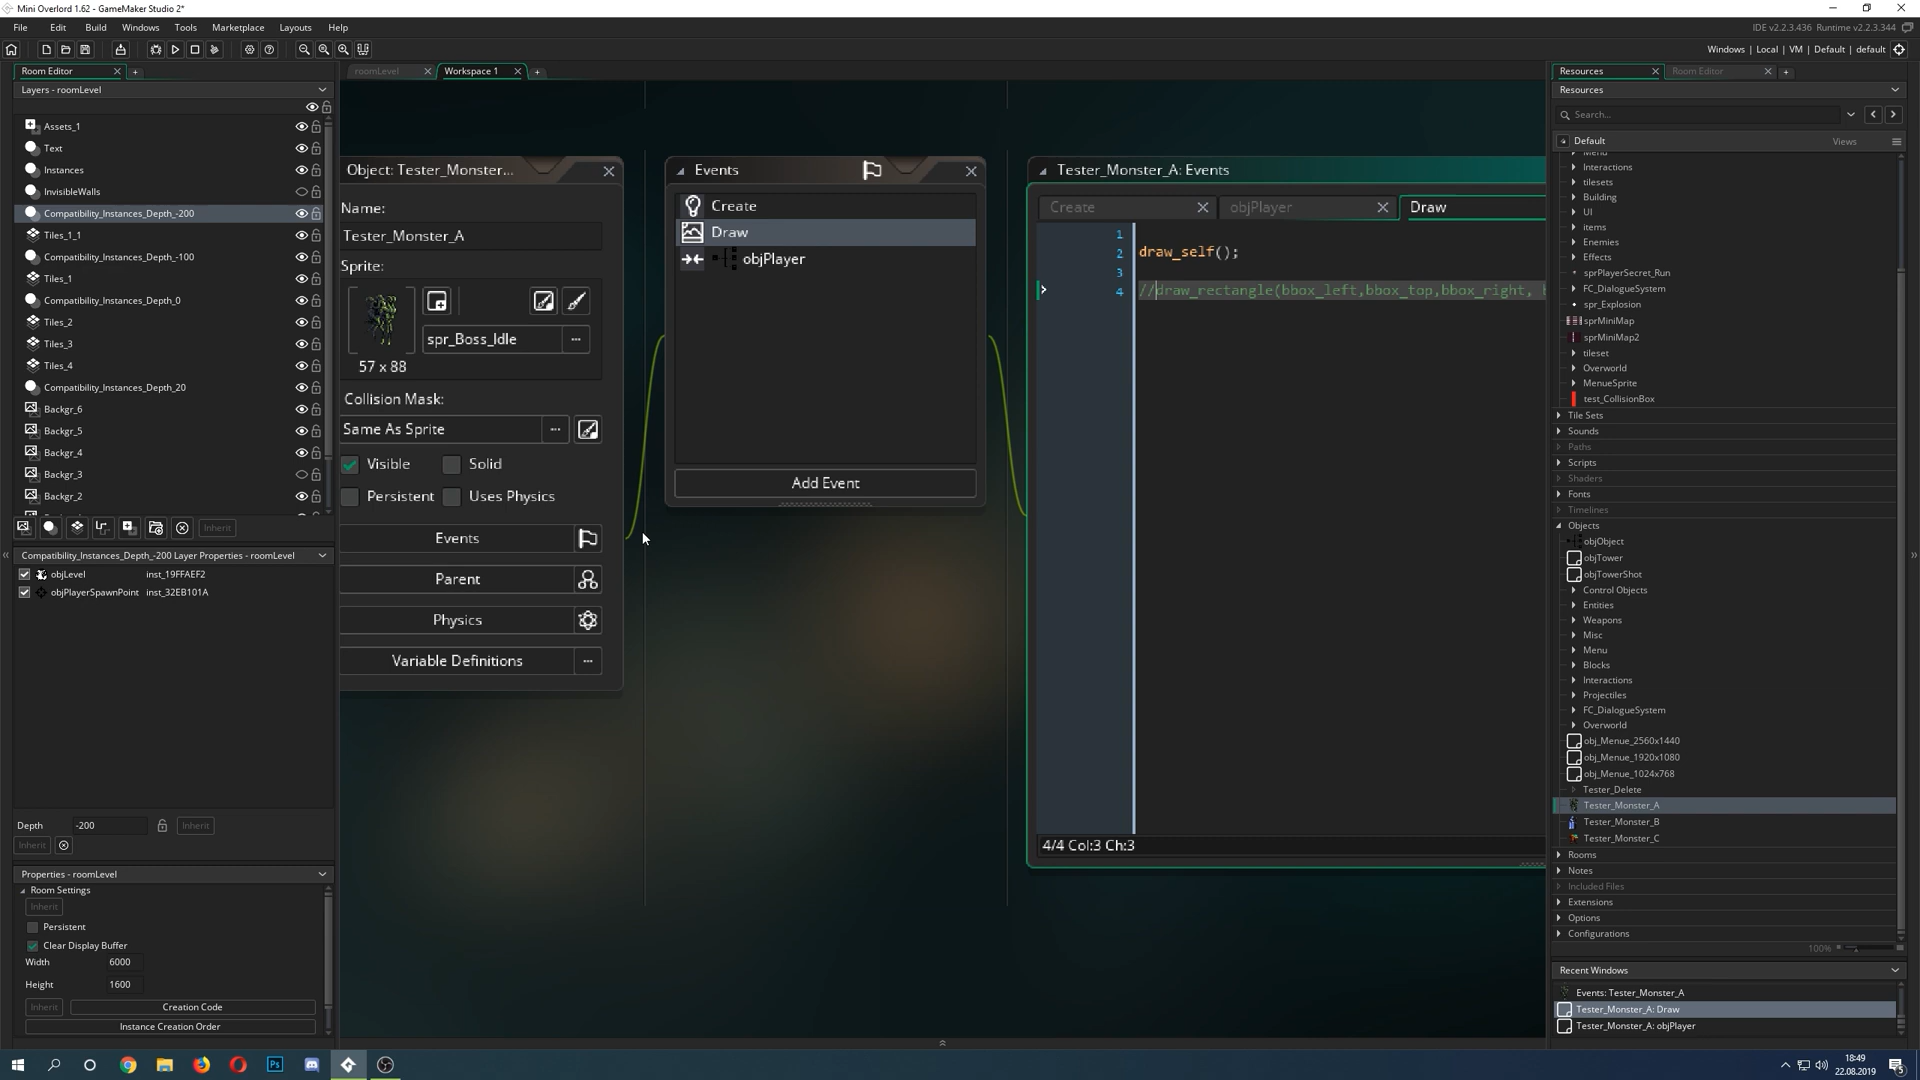 Mini Overlord 1.62 - GameMaker Studio 2*
File Edit Build Windows Tools Marketplace Layouts Help
IDE v2.2.3.436 Runtime v2.2.3.344
Windows | Local | VM | Default | default
Room Editor
Layers - roomLevel
Assets_1
Text
Instances
InvisibleWalls
Compatibility_Instances_Depth_-200
Tiles_1_1
Compatibility_Instances_Depth_-100
Tiles_1
Compatibility_Instances_Depth_0
Tiles_2
Tiles_3
Tiles_4
Compatibility_Instances_Depth_20
Backgr_6
Backgr_5
Backgr_4
Backgr_3
Backgr_2
Inherit
Compatibility_Instances_Depth_-200 Layer Properties - roomLevel
objLevel inst_19FFAEF2
objPlayerSpawnPoint inst_32EB101A
Depth -200 Inherit
Inherit
Properties - roomLevel
Room Settings
Inherit
Persistent
Clear Display Buffer
Width 6000
Height 1600
Inherit Creation Code
Instance Creation Order
roomLevel Workspace 1
Object: Tester_Monster...
Name:
Tester_Monster_A
Sprite:
spr_Boss_Idle
57 x 88
Collision Mask:
Same As Sprite
Visible Solid
Persistent Uses Physics
Events
Parent
Physics
Variable Definitions
Events
Create
Draw
objPlayer
Add Event
Tester_Monster_A: Events
Create objPlayer Draw
1
2 draw_self();
3
4 //draw_rectangle(bbox_left,bbox_top,bbox_right,
4/4 Col:3 Ch:3
Resources Room Editor
Resources
Search...
Default Views
Menu
Interactions
tilesets
Building
UI
items
Enemies
Effects
sprPlayerSecret_Run
FC_DialogueSystem
spr_Explosion
sprMiniMap
sprMiniMap2
tileset
Overworld
MenueSprite
test_CollisionBox
Tile Sets
Sounds
Paths
Scripts
Shaders
Fonts
Timelines
Objects
objObject
objTower
objTowerShot
Control Objects
Entities
Weapons
Misc
Menu
Blocks
Interactions
Projectiles
FC_DialogueSystem
Overworld
obj_Menue_2560x1440
obj_Menue_1920x1080
obj_Menue_1024x768
Tester_Delete
Tester_Monster_A
Tester_Monster_B
Tester_Monster_C
Rooms
Notes
Included Files
Extensions
Options
Configurations
100%
Recent Windows
Events: Tester_Monster_A
Tester_Monster_A: Draw
Tester_Monster_A: objPlayer
18:49
22.08.2019